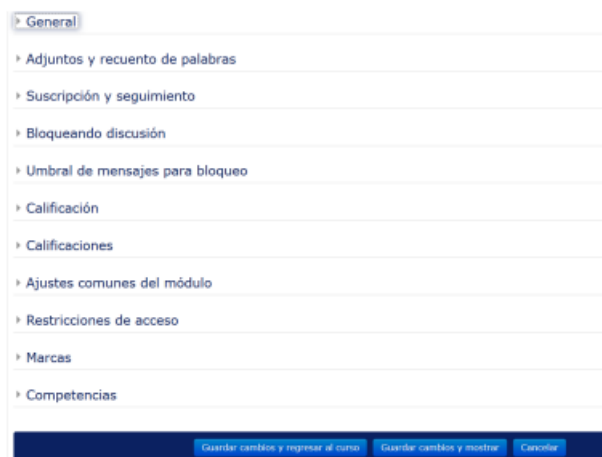 General
Adjuntos y recuento de palabras
Suscripción y seguimiento
Bloqueando discusión
Umbral de mensajes para bloqueo
Calificación
Calificaciones
Ajustes comunes del módulo
Restricciones de acceso
Marcas
Competencias
Guardar cambios y regresar al curso Guardar cambios y mostrar Cancelar